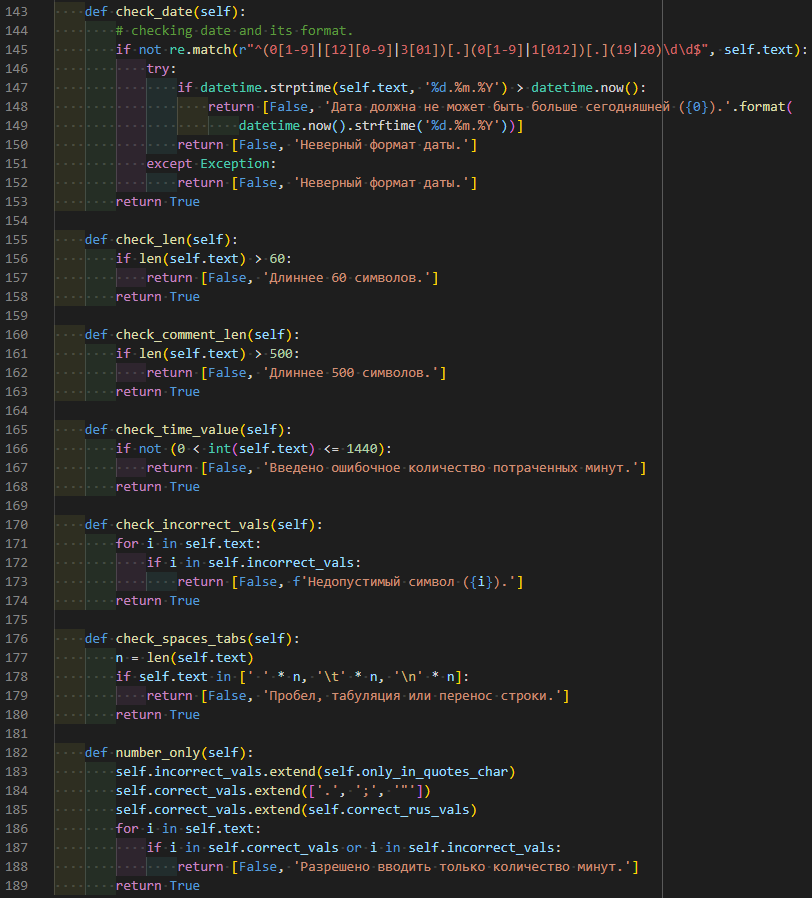 143 def check_date(self):
144 # checking date and its format.
145 if not re.match(r"^(0[1-9]|[12][0-9]|3[01])[.](0[1-9]|1[012])[.](19|20)\d\d$", self.text):
146 try:
147 if datetime.strptime(self.text, '%d.%m.%Y') > datetime.now():
148 return [False, 'Дата должна не может быть больше сегодняшней ({0}).'.format(
149 datetime.now().strftime('%d.%m.%Y'))]
150 return [False, 'Неверный формат даты.']
151 except Exception:
152 return [False, 'Неверный формат даты.']
153 return True
154
155 def check_len(self):
156 if len(self.text) > 60:
157 return [False, 'Длиннее 60 символов.']
158 return True
159
160 def check_comment_len(self):
161 if len(self.text) > 500:
162 return [False, 'Длиннее 500 символов.']
163 return True
164
165 def check_time_value(self):
166 if not (0 < int(self.text) <= 1440):
167 return [False, 'Введено ошибочное количество потраченных минут.']
168 return True
169
170 def check_incorrect_vals(self):
171 for i in self.text:
172 if i in self.incorrect_vals:
173 return [False, f'Недопустимый символ ({i}).']
174 return True
175
176 def check_spaces_tabs(self):
177 n = len(self.text)
178 if self.text in [' ' * n, '\t' * n, '\n' * n]:
179 return [False, 'Пробел, табуляция или перенос строки.']
180 return True
181
182 def number_only(self):
183 self.incorrect_vals.extend(self.only_in_quotes_char)
184 self.correct_vals.extend(['.', ';', '"'])
185 self.correct_vals.extend(self.correct_rus_vals)
186 for i in self.text:
187 if i in self.correct_vals or i in self.incorrect_vals:
188 return [False, 'Разрешено вводить только количество минут.']
189 return True